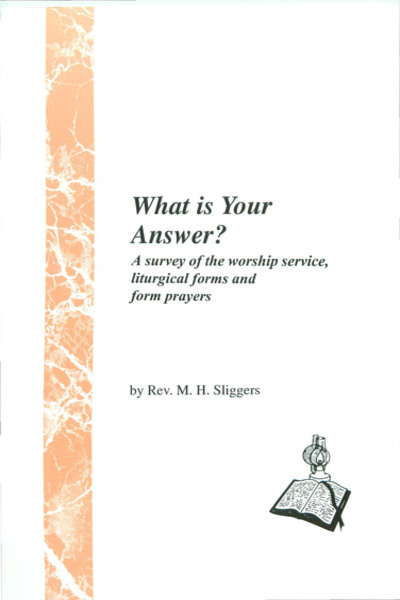 What is Your
Answer?
A survey of the worship service,
liturgical forms and
form prayers
by Rev. M. H. Sliggers